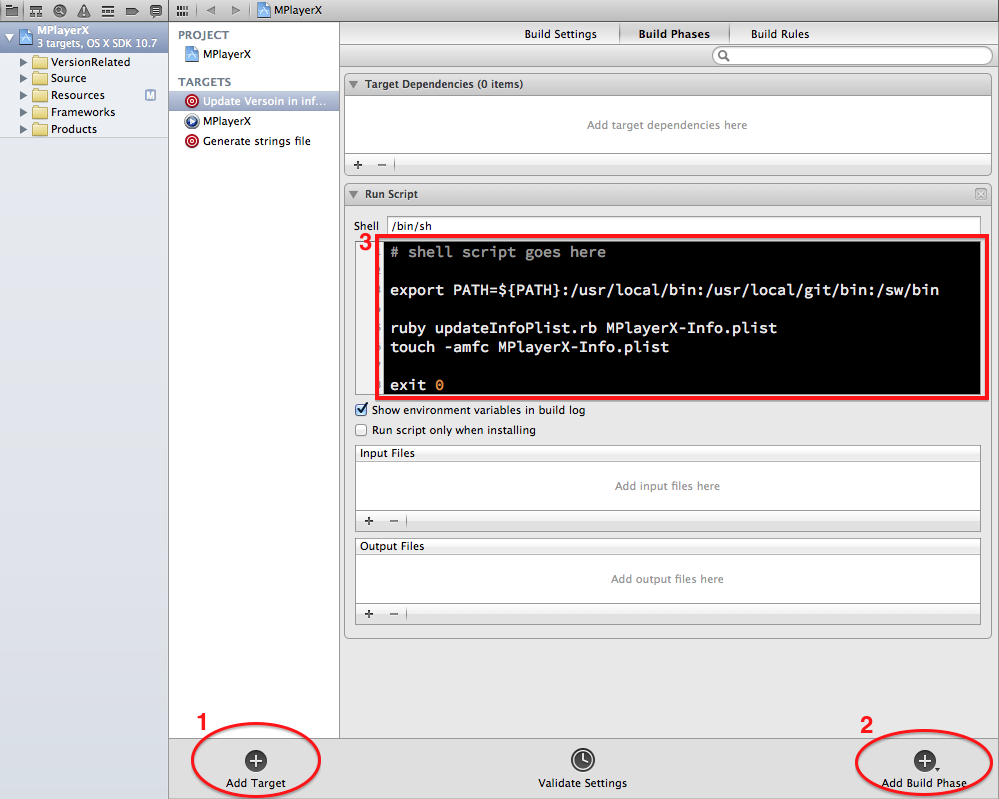 MPlayerX
MPlayerX
3 targets, OS X SDK 10.7
VersionRelated
Source
Resources
M
Frameworks
Products
PROJECT
MPlayerX
TARGETS
Update Versoin in inf...
MPlayerX
Generate strings file
Build Settings
Build Phases
Build Rules
Target Dependencies (0 items)
Add target dependencies here
Run Script
Shell
/bin/sh
3
# shell script goes here
export PATH=${PATH}:/usr/local/bin:/usr/local/git/bin:/sw/bin
ruby updateInfoPlist.rb MPlayerX-Info.plist
touch -amfc MPlayerX-Info.plist
exit 0
Show environment variables in build log
Run script only when installing
Input Files
Add input files here
Output Files
Add output files here
1
Add Target
Validate Settings
2
Add Build Phase